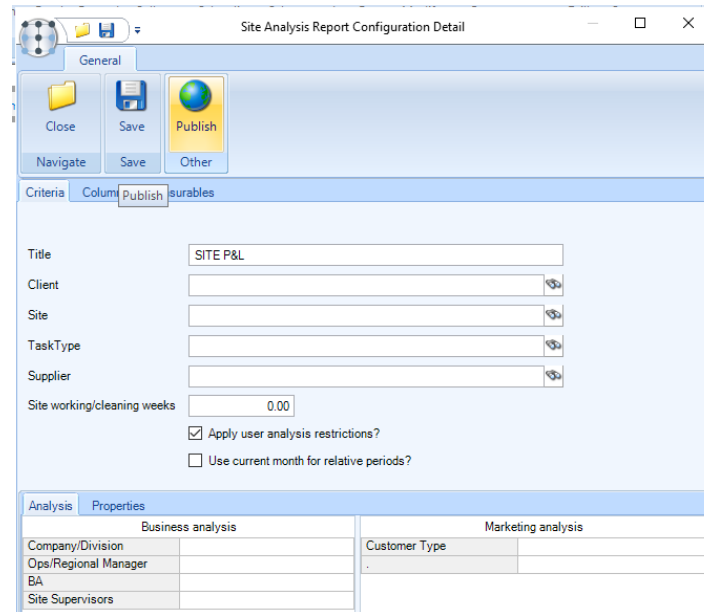 Site Analysis Report Configuration Detail
General
Close Save Publish
Navigate Save Other
Criteria Colum Publish surables
Title SITE P&L
Client
Site
TaskType
Supplier
Site working/cleaning weeks 0.00
Apply user analysis restrictions?
Use current month for relative periods?
Analysis Properties
Business analysis Marketing analysis
Company/Division Customer Type
Ops/Regional Manager .
BA
Site Supervisors